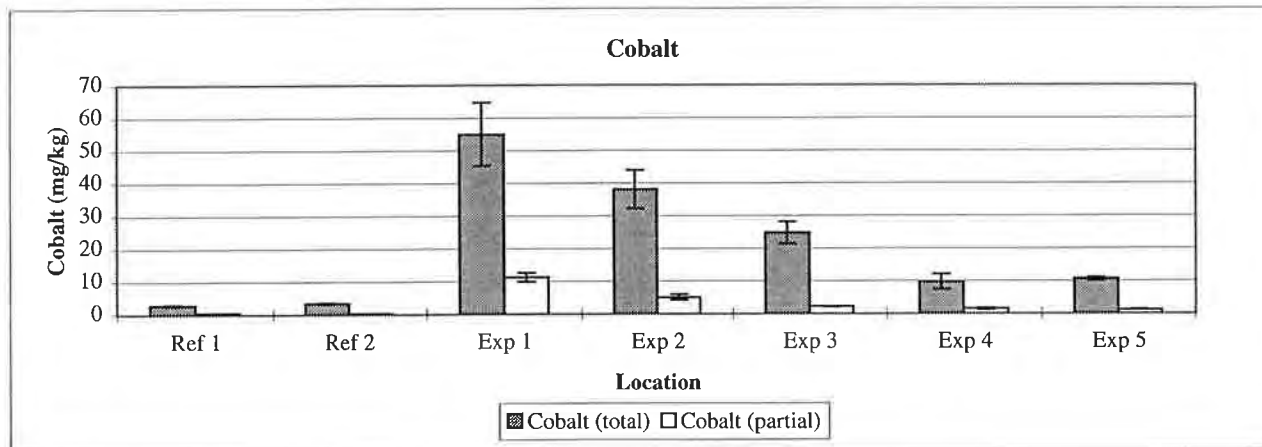 Cobalt
Cobalt (mg/kg)
70
60
50
40
30
20
10
0
Ref 1 Ref 2 Exp 1 Exp 2 Exp 3 Exp 4 Exp 5
Location
Cobalt (total) Cobalt (partial)